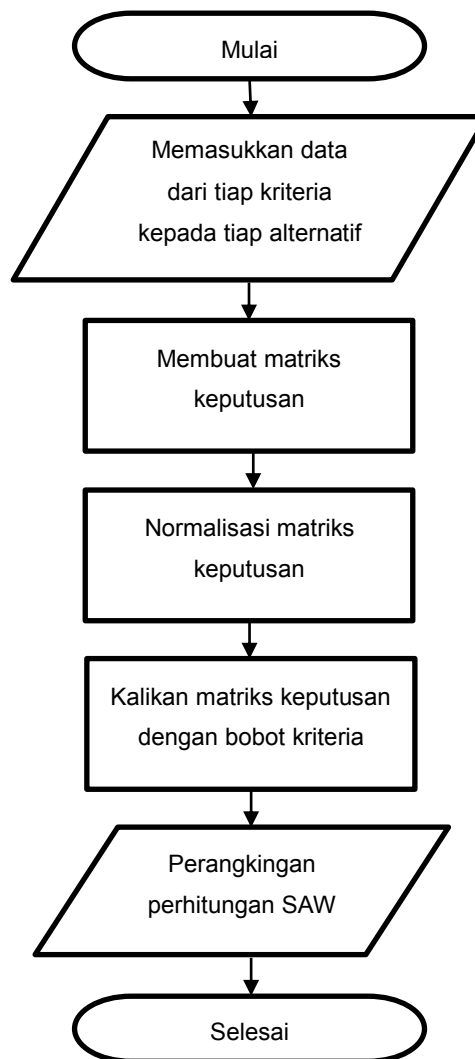 Mulai
Memasukkan data
dari tiap kriteria
kepada tiap alternatif
Membuat matriks
keputusan
Normalisasi matriks
keputusan
Kalikan matriks keputusan
dengan bobot kriteria
Perangkingan
perhitungan SAW
Selesai